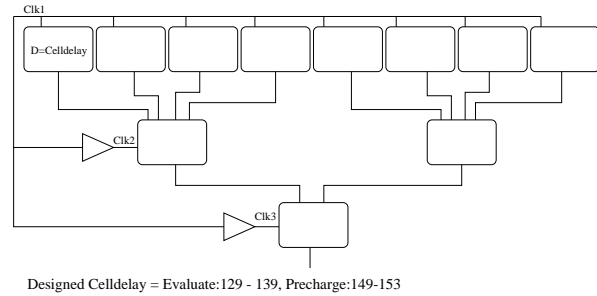 Clk1
D=Celldelay
Clk2
Clk3
Designed Celldelay = Evaluate:129 - 139, Precharge:149-153